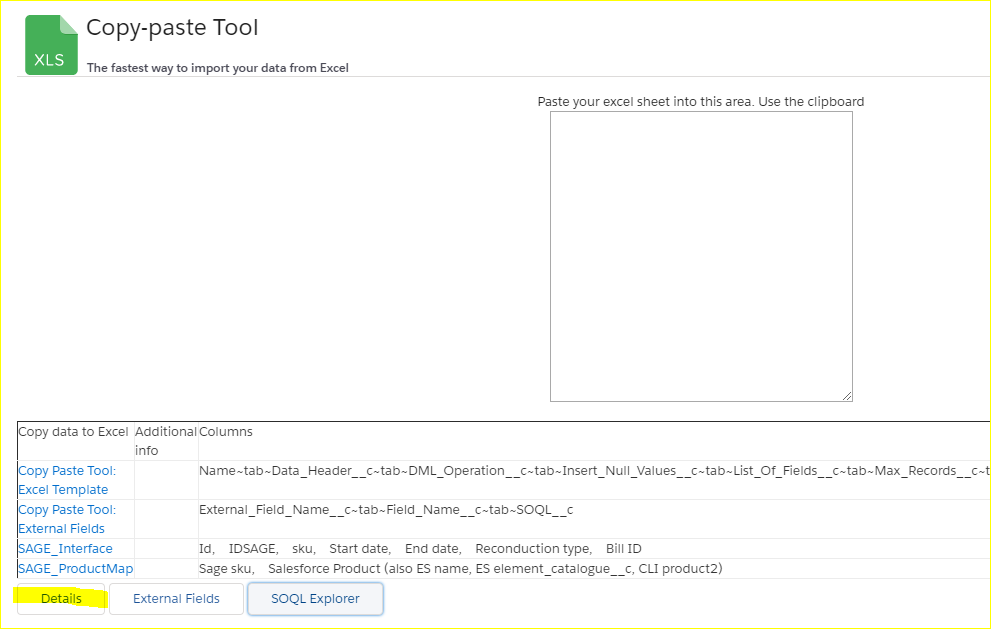 XLS
Copy-paste Tool
The fastest way to import your data from Excel
Paste your excel sheet into this area. Use the clipboard
Copy data to Excel Additional info Columns
Copy Paste Tool: Excel Template Name~tab~Data_Header__c~tab~DML_Operation__c~tab~Insert_Null_Values__c~tab~List_Of_Fields__c~tab~Max_Records__c~t
Copy Paste Tool: External Fields External_Field_Name__c~tab~Field_Name__c~tab~SOQL__c
SAGE_Interface Id, IDSAGE, sku, Start date, End date, Reconduction type, Bill ID
SAGE_ProductMap Sage sku, Salesforce Product (also ES name, ES element_catalogue__c, CLI product2)
Details External Fields SOQL Explorer